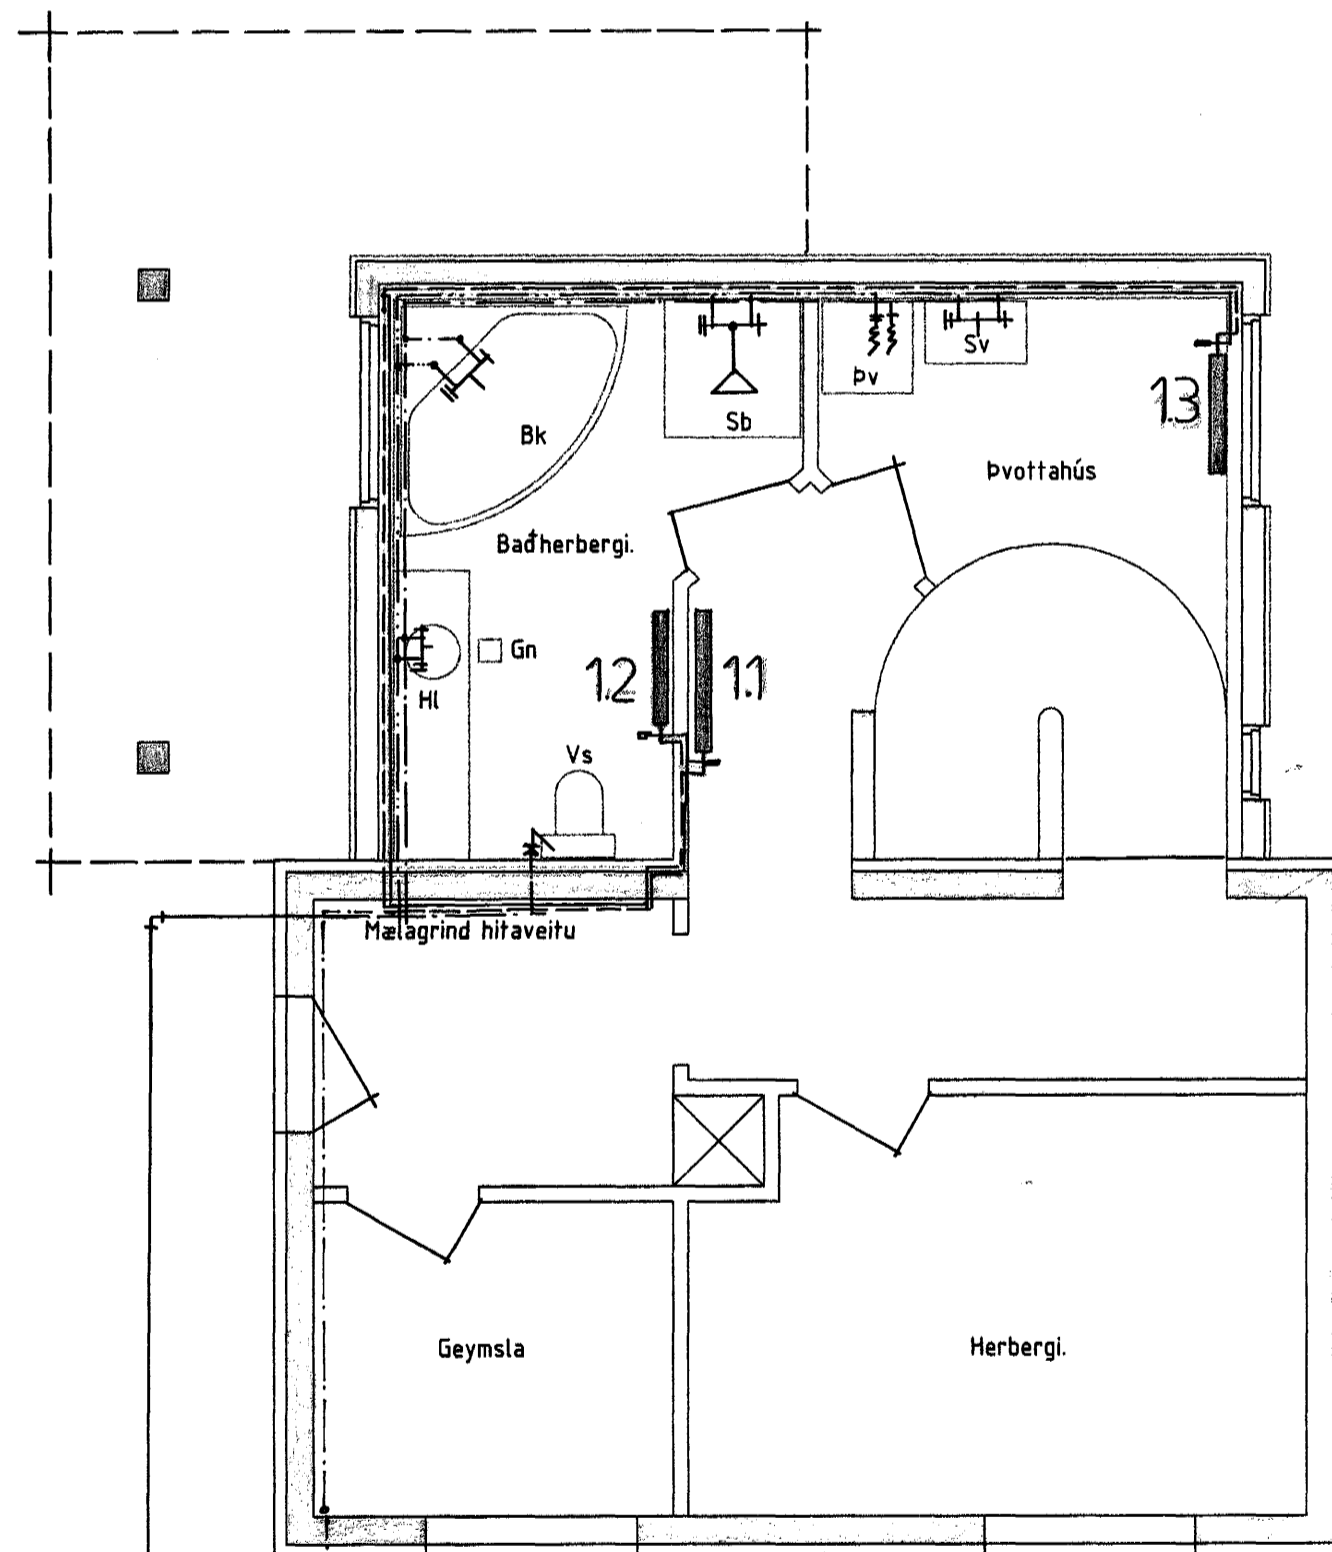 Sv
Þv
1.3
Sb
Bk
Þvottahús
Baðherbergi.
Gn
1.2
1.1
Hl
Vs
Mælagrind hitaveitu
Geymsla
Herbergi.